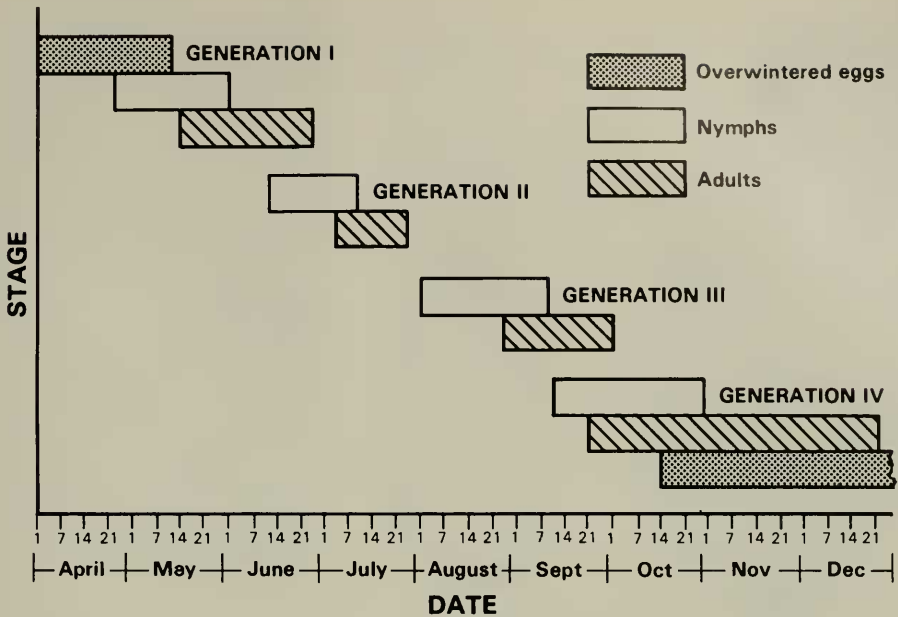 GENERATION I
Overwintered eggs
Nymphs
Adults
GENERATION II
GENERATION III
GENERATION IV
STAGE
1 7 14 21 1 7 14 21 1 7 14 21 1 7 14 21 1 7 14 21 1 7 14 21 1 7 14 21 1 7 14 21 1 7 14 21
April May June July August Sept Oct Nov Dec
DATE